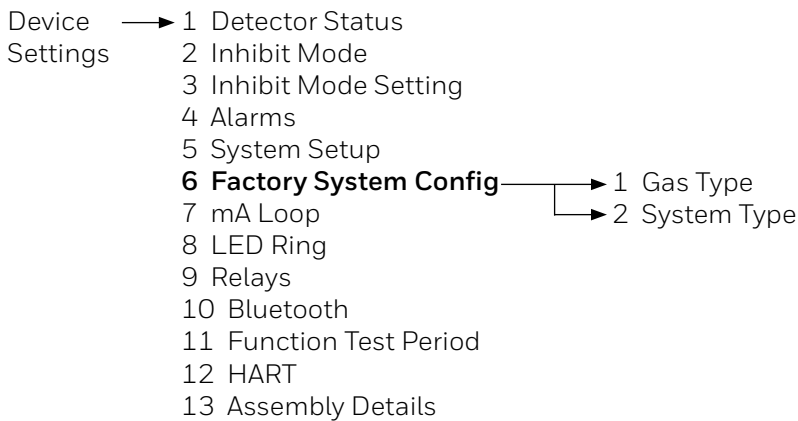 Device
Settings
1 Detector Status
2 Inhibit Mode
3 Inhibit Mode Setting
4 Alarms
5 System Setup
6 Factory System Config
1 Gas Type
2 System Type
7 mA Loop
8 LED Ring
9 Relays
10 Bluetooth
11 Function Test Period
12 HART
13 Assembly Details